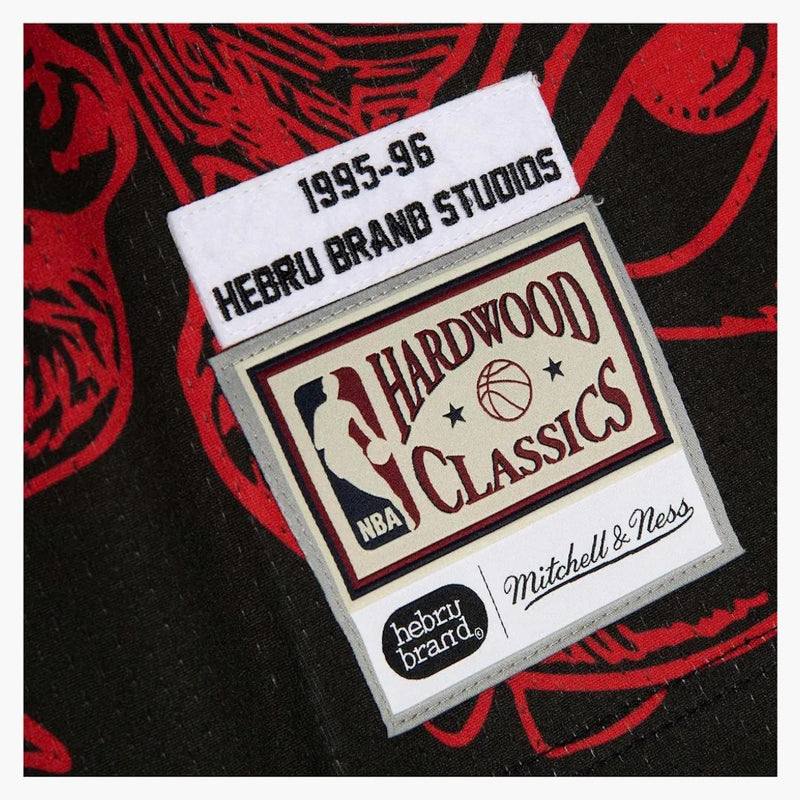 1995-96
HEBRU BRAND STUDIOS
HARDWOOD
CLASSICS
NBA
hebru
brand©
Mitchell & Ness